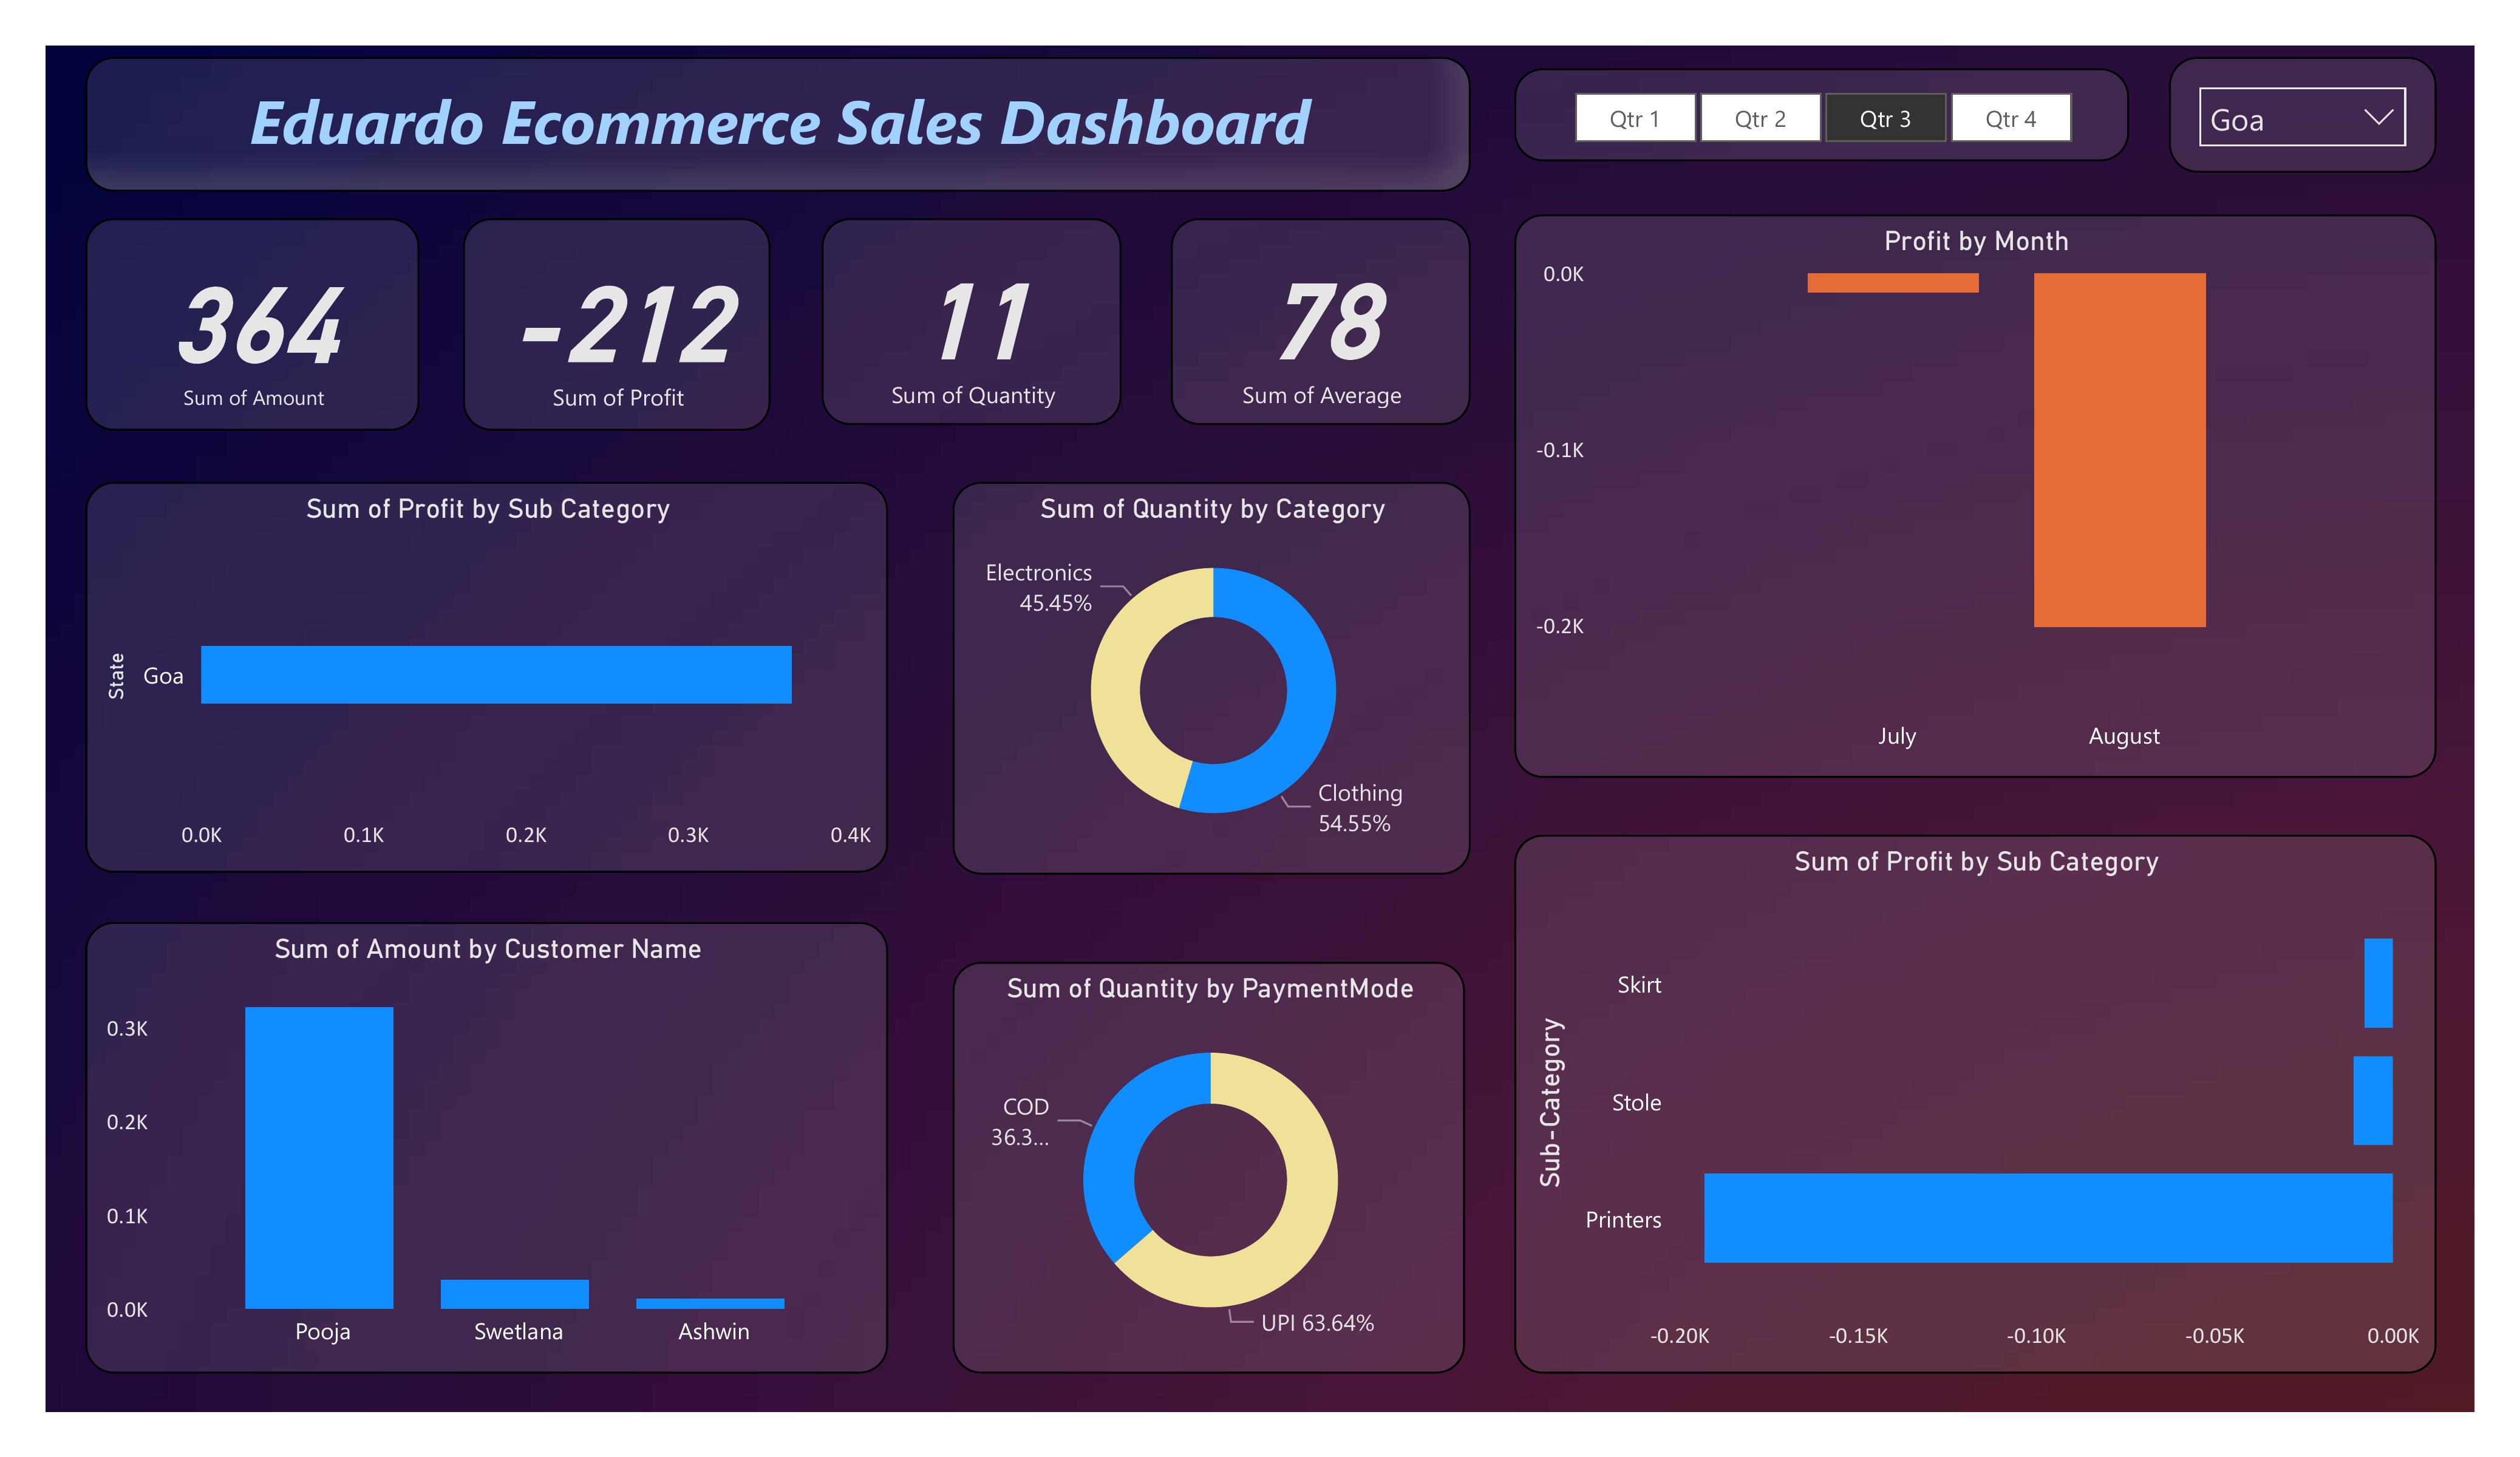 Eduardo Ecommerce Sales Dashboard
Qtr 1
Qtr 2
Qtr 3
Qtr 4
Goa
364
Sum of Amount
-212
Sum of Profit
11
Sum of Quantity
78
Sum of Average
Profit by Month
0.0K
-0.1K
-0.2K
July
August
Sum of Profit by Sub Category
State
Goa
0.0K
0.1K
0.2K
0.3K
0.4K
Sum of Quantity by Category
Electronics
45.45%
Clothing
54.55%
Sum of Profit by Sub Category
Sub-Category
Skirt
Stole
Printers
-0.20K
-0.15K
-0.10K
-0.05K
0.00K
Sum of Amount by Customer Name
0.3K
0.2K
0.1K
0.0K
Pooja
Swetlana
Ashwin
Sum of Quantity by PaymentMode
COD
36.3...
UPI 63.64%